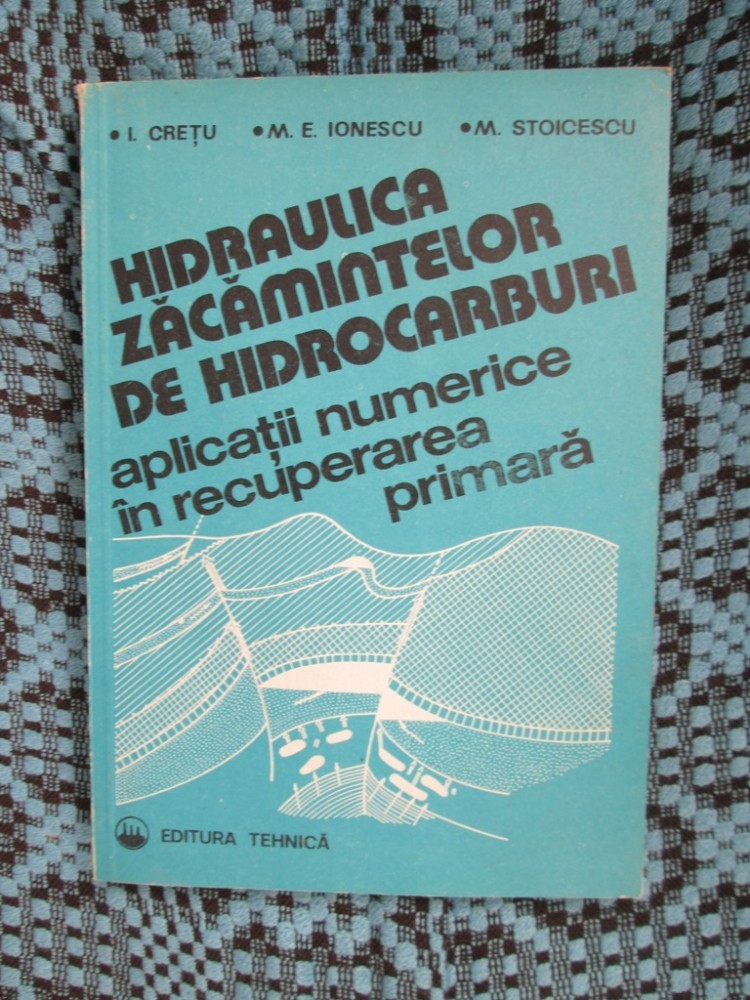 • I. CREȚU • M. E. IONESCU • M. STOICESCU
HIDRAULICA
ZĂCĂMINTELOR
DE HIDROCARBURI
aplicații numerice
în recuperarea
primară
EDITURA TEHNICĂ